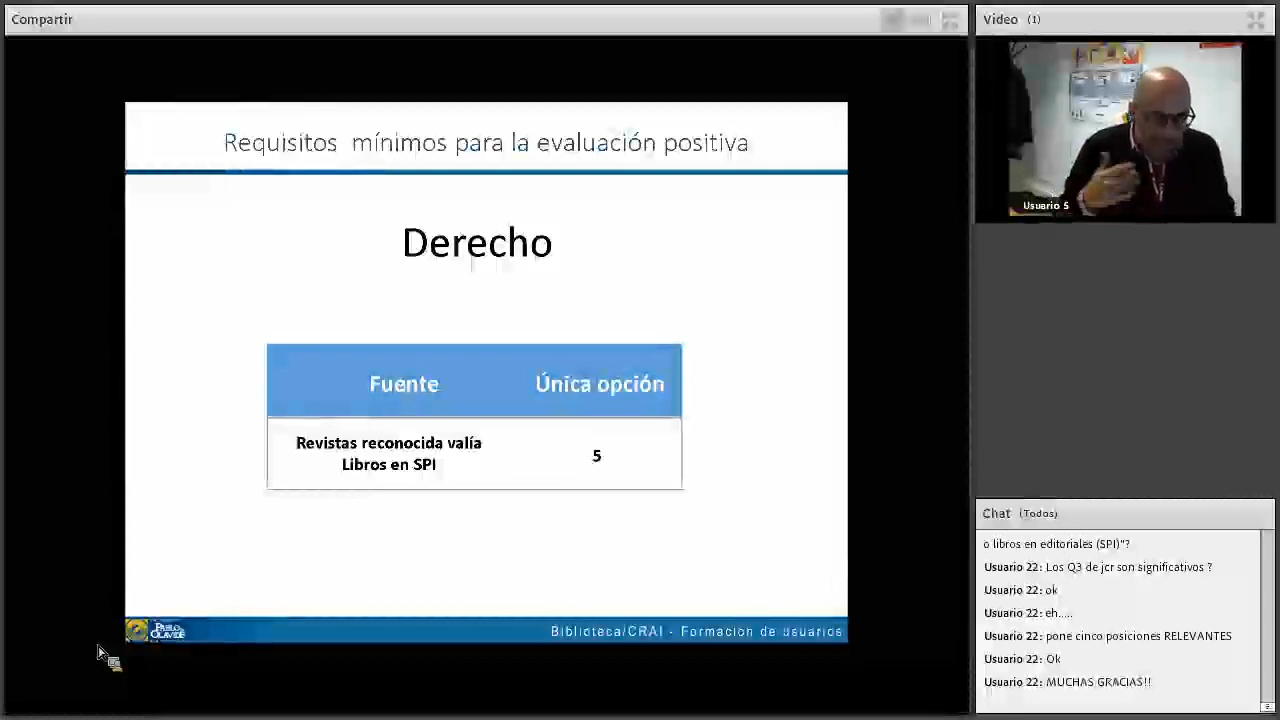 Compartir
Requisitos mínimos para la evaluación positiva
Derecho
Fuente
Única opción
Revistas reconocida valía
Libros en SPI
5
PABLO
OLAVIDE
Biblioteca/CRAI - Formacion de usuarios
Video (1)
Usuario 5
Chat (Todos)
o libros en editoriales (SPI)"?
Usuario 22: Los Q3 de jcr son significativos ?
Usuario 22: ok
Usuario 22: eh.....
Usuario 22: pone cinco posiciones RELEVANTES
Usuario 22: Ok
Usuario 22: MUCHAS GRACIAS!!